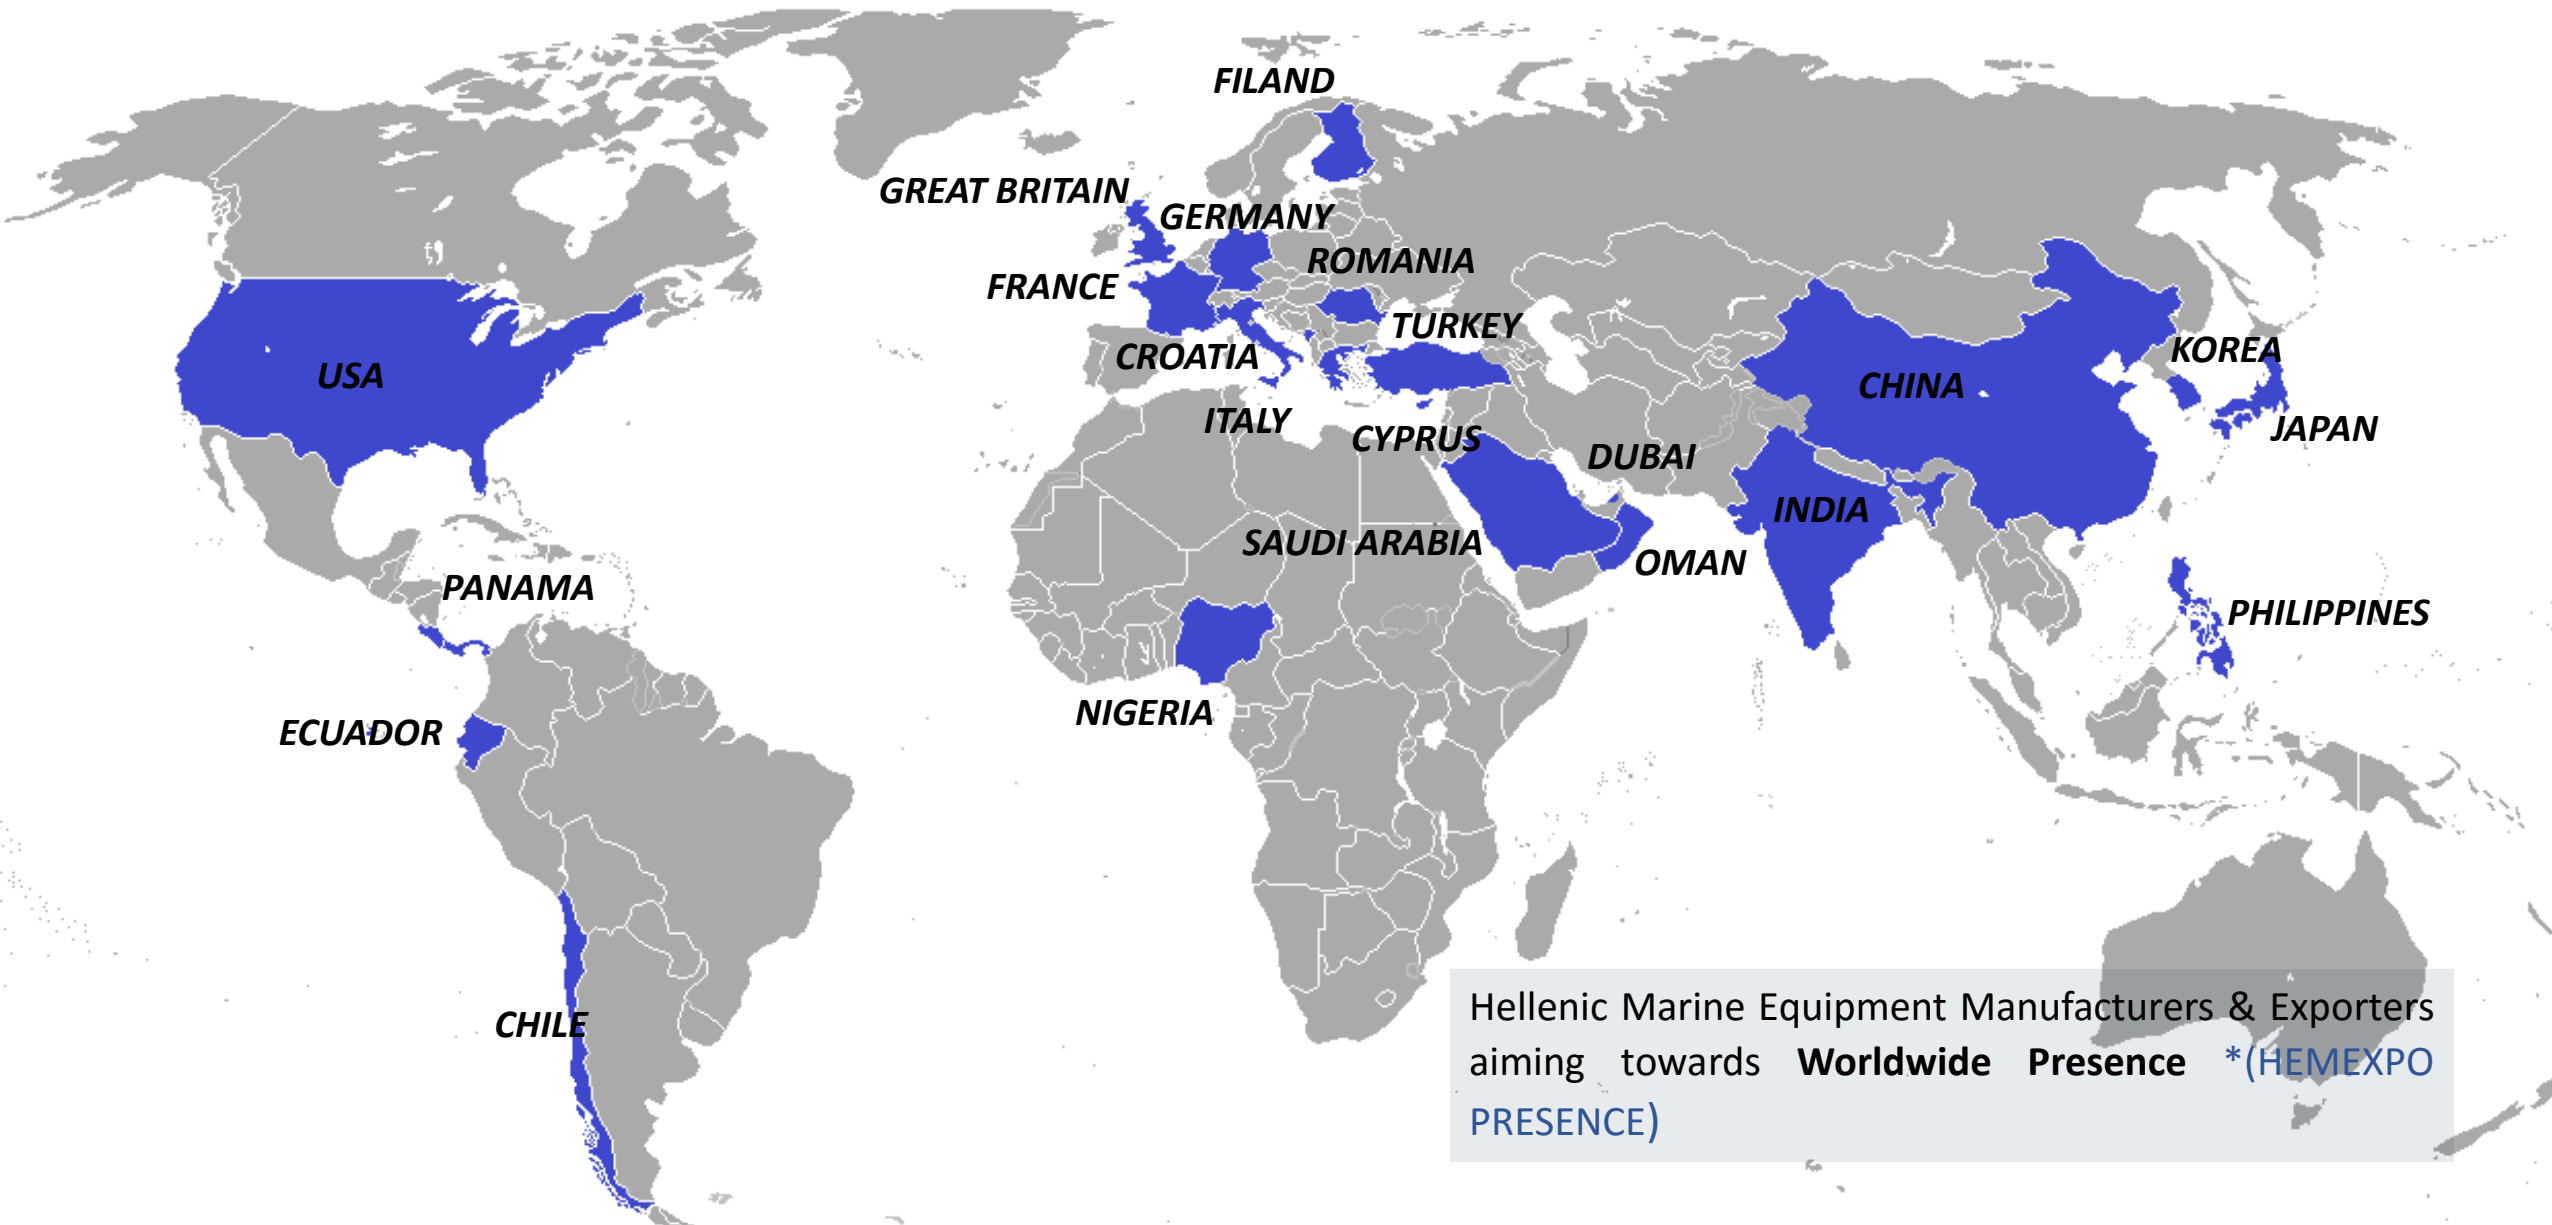 FILAND
GREAT BRITAIN
GERMANY
ROMANIA
FRANCE
TURKEY
CROATIA
KOREA
USA
CHINA
ITALY
JAPAN
CYPRUS
DUBAI
INDIA
SAUDI ARABIA
OMAN
PANAMA
PHILIPPINES
NIGERIA
ECUADOR
CHILE
Hellenic Marine Equipment Manufacturers & Exporters
aiming towards Worldwide Presence *(HEMEXPO
PRESENCE)